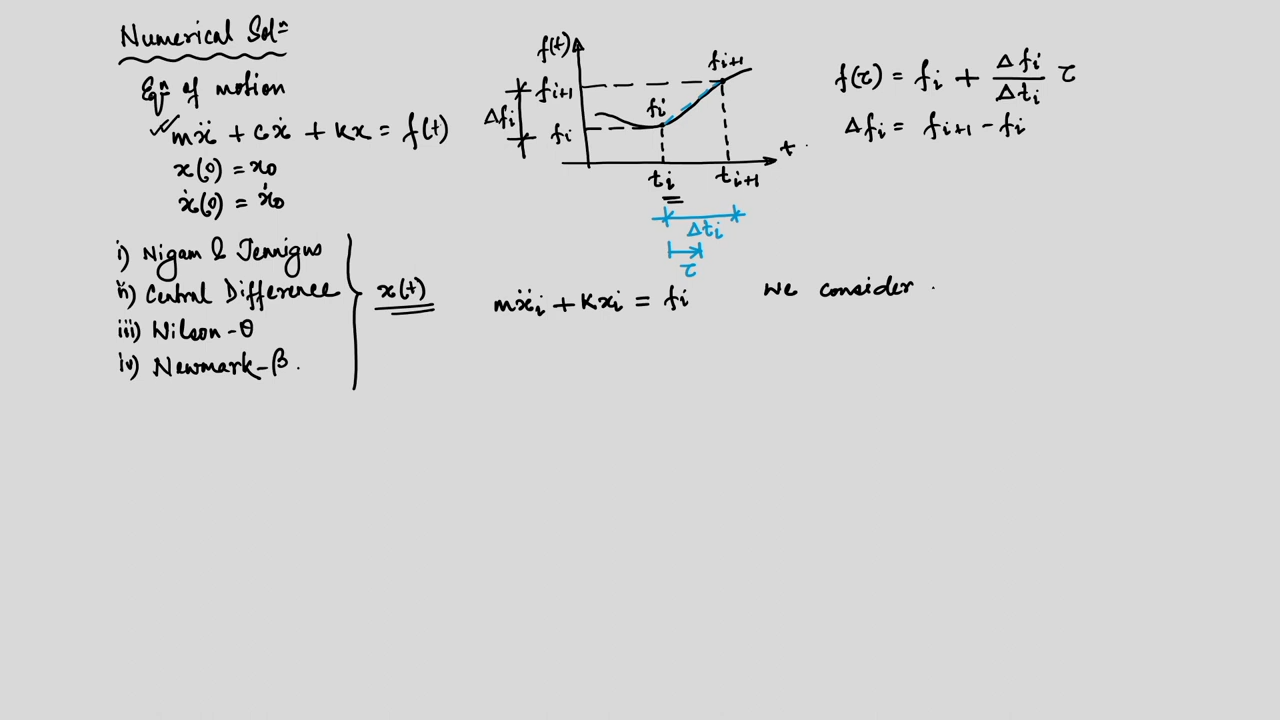 Numerical Solⁿ
Eqⁿ of motion
mẍ + cẋ + kx = f(t)
x(0) = x₀
ẋ(0) = ẋ₀
i) Nigam & Jennigns
ii) Central Difference
iii) Wilson-θ
iv) Newmark-β.
x(t)
f(t)
fi+1
fi+1
Δfi
fi
fi
t
ti
ti+1
Δti
τ
f(τ) = fi + Δfi/Δti τ
Δfi = fi+1 - fi
mẍi + kxi = fi
we consider.